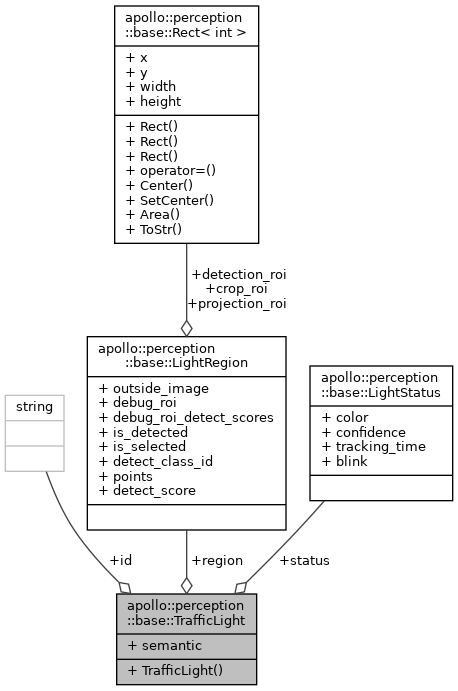 apollo::perception
::base::Rect< int >
+ x
+ y
+ width
+ height
+ Rect()
+ Rect()
+ Rect()
+ operator=()
+ Center()
+ SetCenter()
+ Area()
+ ToStr()
+detection_roi
+crop_roi
+projection_roi
apollo::perception
::base::LightRegion
+ outside_image
+ debug_roi
+ debug_roi_detect_scores
+ is_detected
+ is_selected
+ detect_class_id
+ points
+ detect_score
apollo::perception
::base::LightStatus
+ color
+ confidence
+ tracking_time
+ blink
string
+id
+region
+status
apollo::perception
::base::TrafficLight
+ semantic
+ TrafficLight()